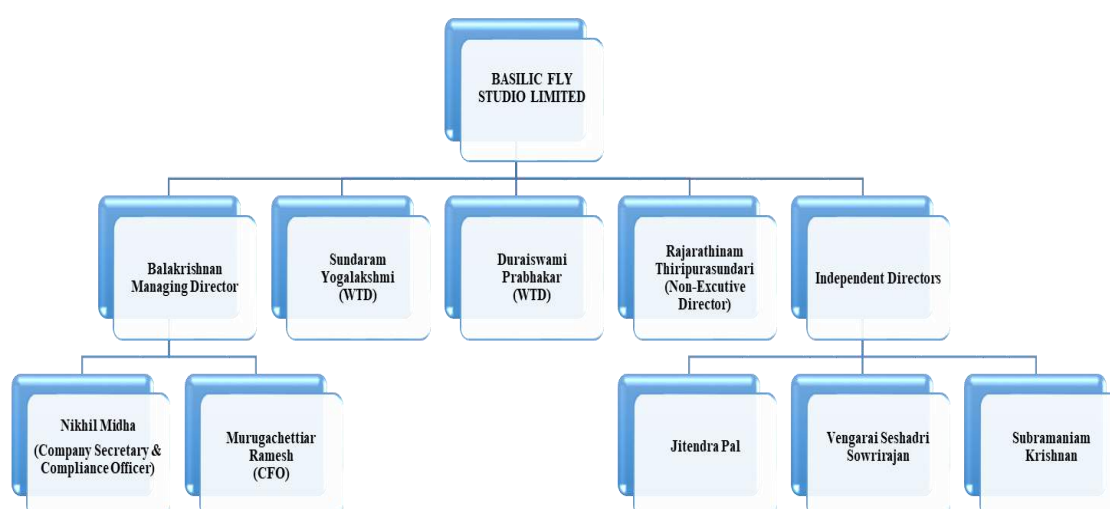 BASILIC FLY
STUDIO LIMITED
Balakrishnan
Managing Director
Sundaram
Yogalakshmi
(WTD)
Duraiswami
Prabhakar
(WTD)
Rajarathinam
Thiripurasundari
(Non-Excutive
Director)
Independent Directors
Nikhil Midha
(Company Secretary &
Compliance Officer)
Murugachettiar
Ramesh
(CFO)
Jitendra Pal
Vengarai Seshadri
Sowrirajan
Subramaniam
Krishnan